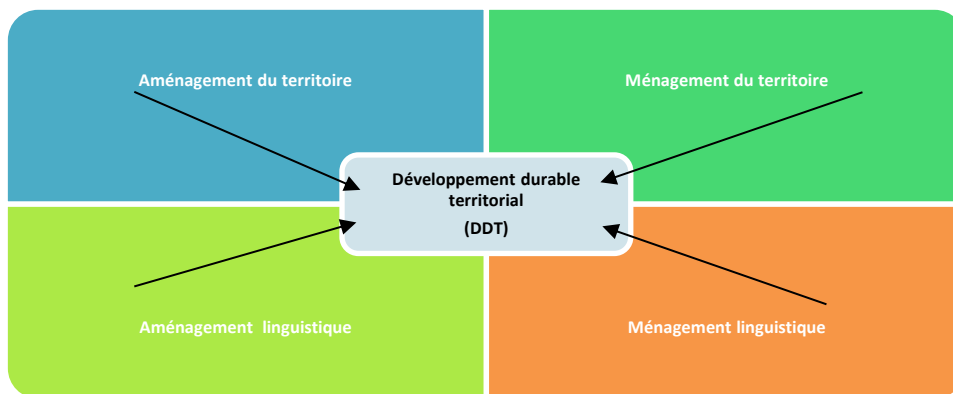 Aménagement du territoire
Ménagement du territoire
Développement durable
territorial
(DDT)
Aménagement  linguistique
Ménagement linguistique